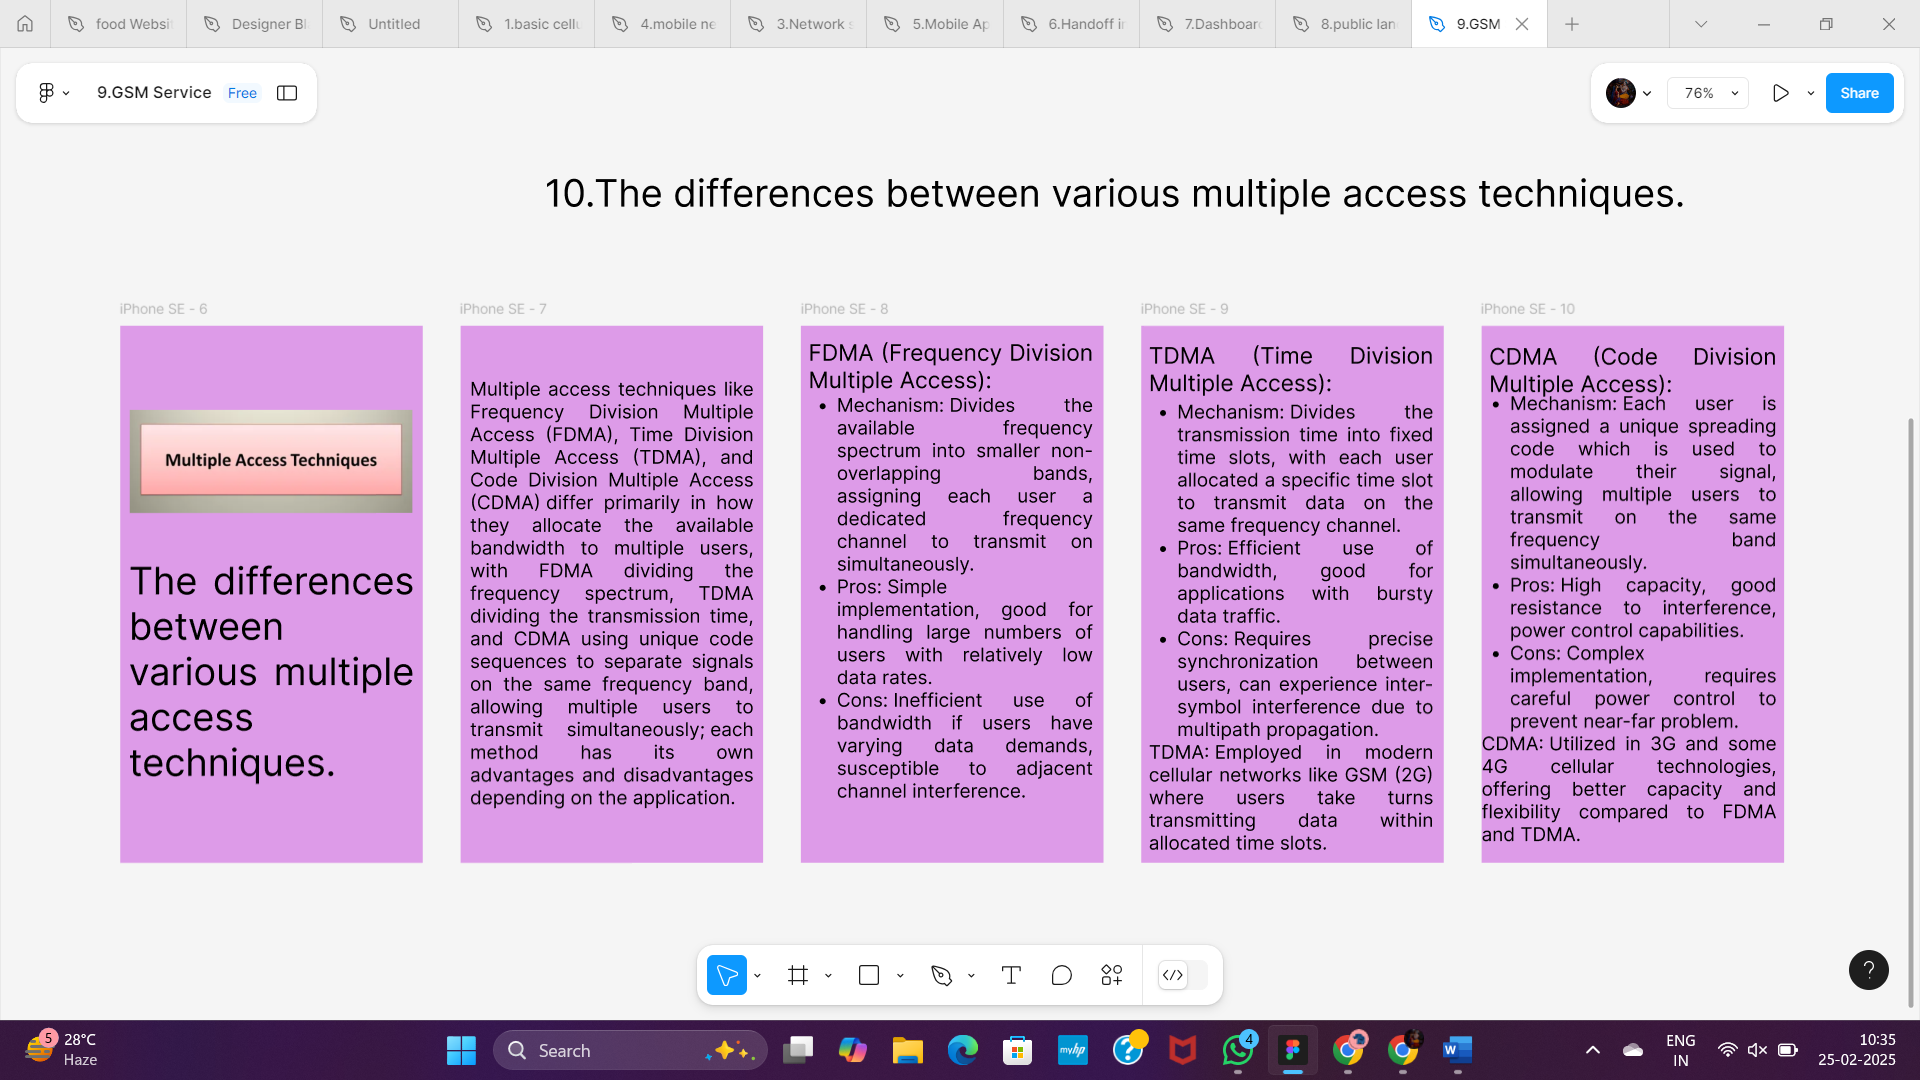 food Websi
Designer Bl
Untitled
1.basic cell
4.mobile ne
3.Network s
5.Mobile Ap
6.Handoff i
7.Dashboar
8.public lan
9.GSM
9.GSM Service
Free
76%
Share
10.The differences between various multiple access techniques.
iPhone SE - 6
Multiple Access Techniques
The differences
between
various multiple
access
techniques.
iPhone SE - 7
Multiple access techniques like
Frequency Division Multiple
Access (FDMA), Time Division
Multiple Access (TDMA), and
Code Division Multiple Access
(CDMA) differ primarily in how
they allocate the available
bandwidth to multiple users,
with FDMA dividing the
frequency spectrum, TDMA
dividing the transmission time,
and CDMA using unique code
sequences to separate signals
on the same frequency band,
allowing multiple users to
transmit simultaneously; each
method has its own
advantages and disadvantages
depending on the application.
iPhone SE - 8
FDMA (Frequency Division
Multiple Access):
• Mechanism: Divides the
available frequency
spectrum into smaller non-
overlapping bands,
assigning each user a
dedicated frequency
channel to transmit on
simultaneously.
• Pros: Simple
implementation, good for
handling large numbers of
users with relatively low
data rates.
• Cons: Inefficient use of
bandwidth if users have
varying data demands,
susceptible to adjacent
channel interference.
iPhone SE - 9
TDMA (Time Division
Multiple Access):
• Mechanism: Divides the
transmission time into fixed
time slots, with each user
allocated a specific time slot
to transmit data on the
same frequency channel.
• Pros: Efficient use of
bandwidth, good for
applications with bursty
data traffic.
• Cons: Requires precise
synchronization between
users, can experience inter-
symbol interference due to
multipath propagation.
TDMA: Employed in modern
cellular networks like GSM (2G)
where users take turns
transmitting data within
allocated time slots.
iPhone SE - 10
CDMA (Code Division
Multiple Access):
• Mechanism: Each user is
assigned a unique spreading
code which is used to
modulate their signal,
allowing multiple users to
transmit on the same
frequency band
simultaneously.
• Pros: High capacity, good
resistance to interference,
power control capabilities.
• Cons: Complex
implementation, requires
careful power control to
prevent near-far problem.
CDMA: Utilized in 3G and some
4G cellular technologies,
offering better capacity and
flexibility compared to FDMA
and TDMA.
?
5
28°C
Haze
Search
myhp
4
W
ENG
IN
10:35
25-02-2025